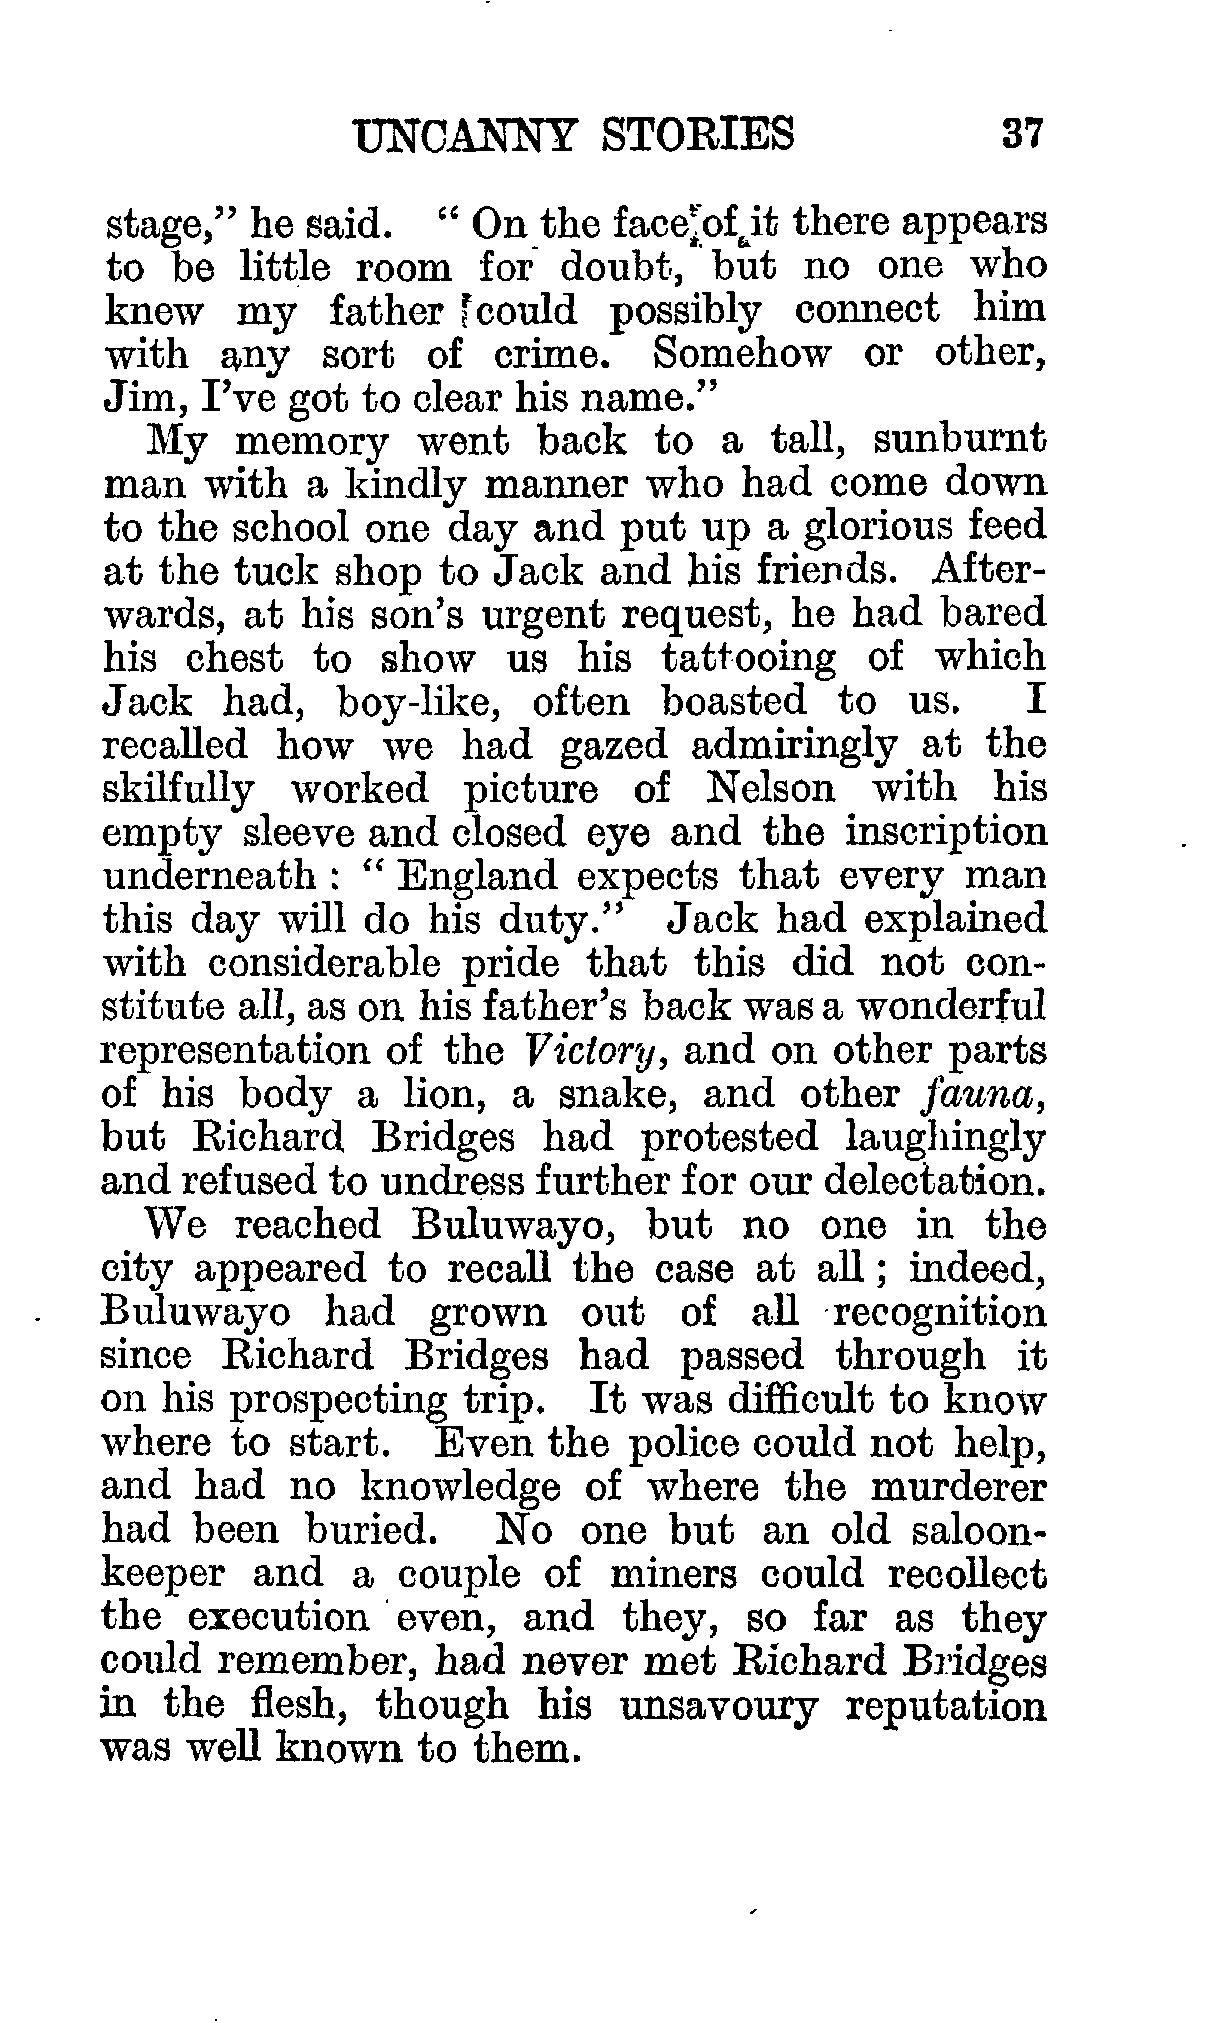 UNCANNY STORIES 37
stage," he said. " On the face of it there appears
to be little room for doubt, but no one who
knew my father could possibly connect him
with any sort of crime. Somehow or other,
Jim, I've got to clear his name."
My memory went back to a tall, sunburnt
man with a kindly manner who had come down
to the school one day and put up a glorious feed
at the tuck shop to Jack and his friends. After-
wards, at his son's urgent request, he had bared
his chest to show us his tattooing of which
Jack had, boy-like, often boasted to us. I
recalled how we had gazed admiringly at the
skilfully worked picture of Nelson with his
empty sleeve and closed eye and the inscription
underneath : " England expects that every man
this day will do his duty." Jack had explained
with considerable pride that this did not con-
stitute all, as on his father's back was a wonderful
representation of the Victory, and on other parts
of his body a lion, a snake, and other fauna,
but Richard Bridges had protested laughingly
and refused to undress further for our delectation.
We reached Buluwayo, but no one in the
city appeared to recall the case at all ; indeed,
Buluwayo had grown out of all recognition
since Richard Bridges had passed through it
on his prospecting trip. It was difficult to know
where to start. Even the police could not help,
and had no knowledge of where the murderer
had been buried. No one but an old saloon-
keeper and a couple of miners could recollect
the execution even, and they, so far as they
could remember, had never met Richard Bridges
in the flesh, though his unsavoury reputation
was well known to them.